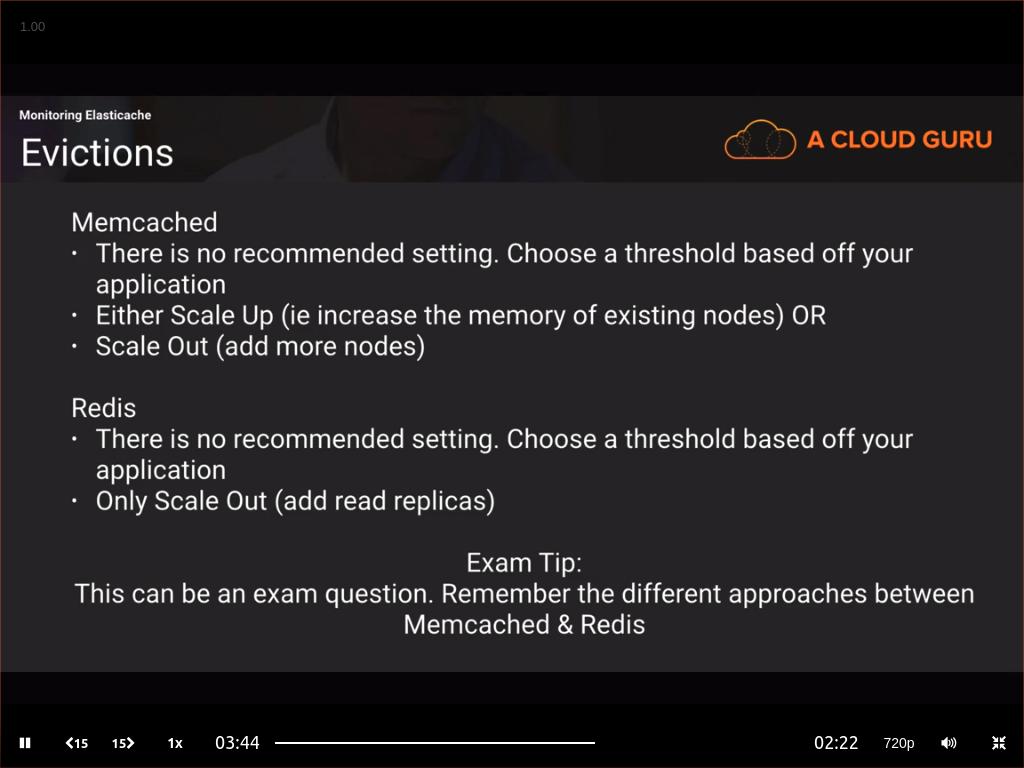 1.00
Monitoring Elasticache
Evictions
A CLOUD GURU
Memcached
• There is no recommended setting. Choose a threshold based off your
application
• Either Scale Up (ie increase the memory of existing nodes) OR
• Scale Out (add more nodes)
Redis
• There is no recommended setting. Choose a threshold based off your
application
• Only Scale Out (add read replicas)
Exam Tip:
This can be an exam question. Remember the different approaches between
Memcached & Redis
15 15 1x 03:44 02:22 720p